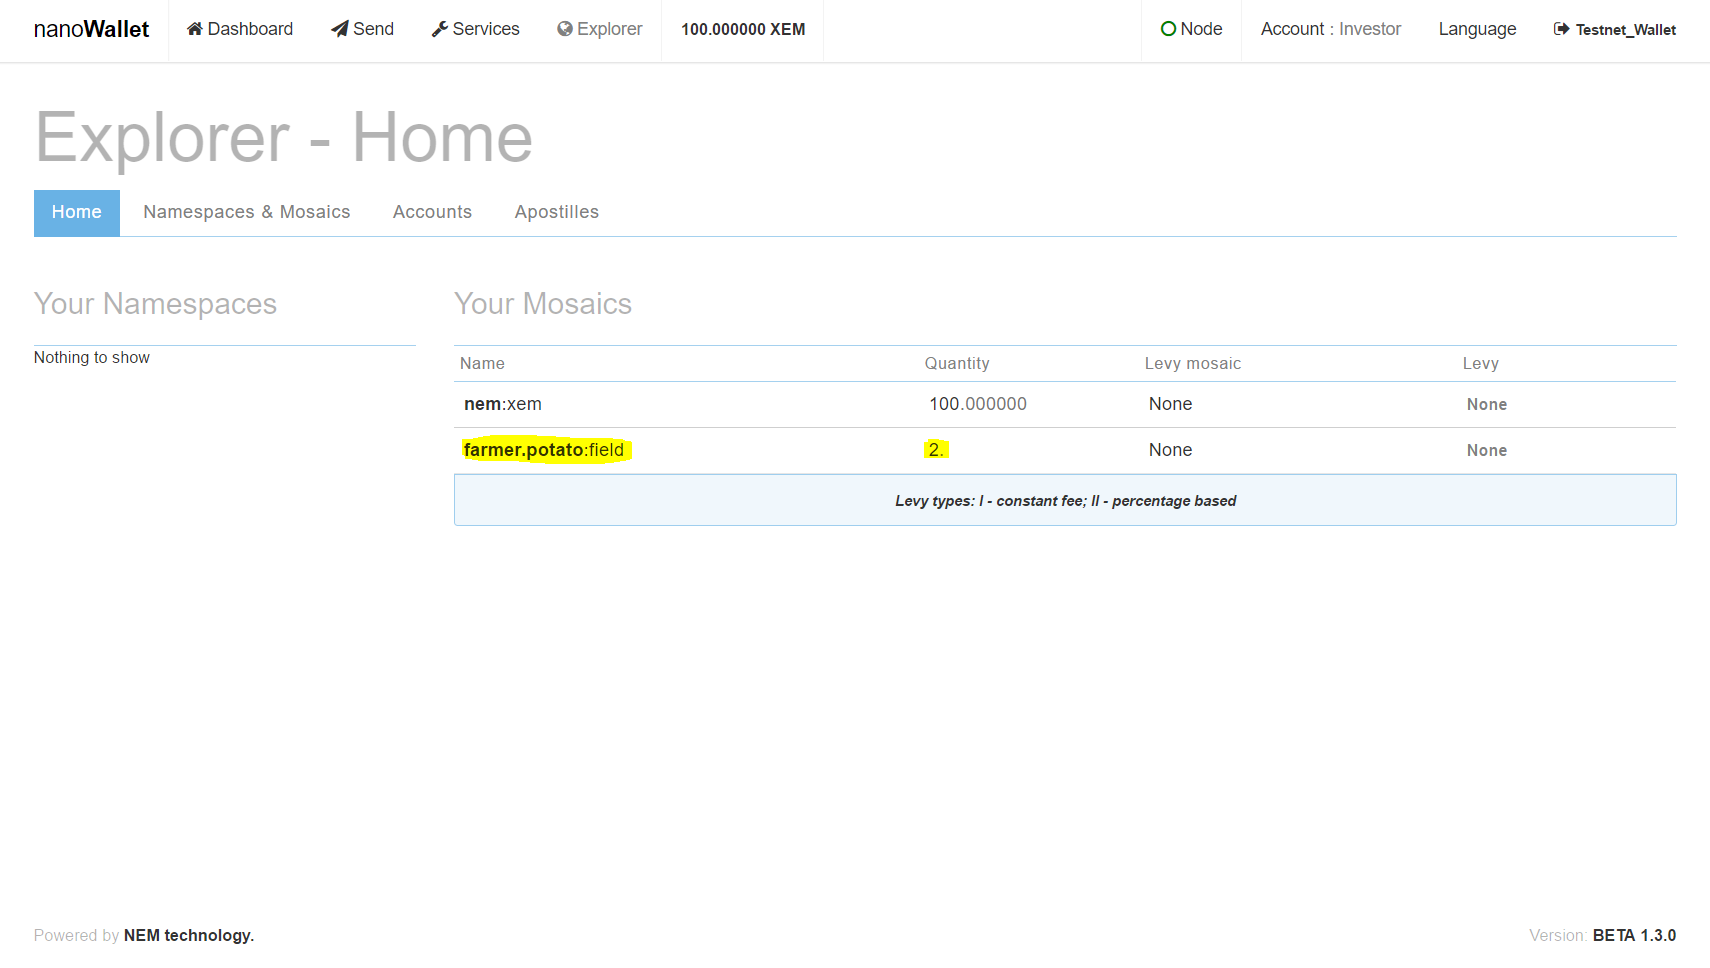 nanoWallet Dashboard Send Services Explorer 100.000000 XEM Node Account : Investor Language Testnet_Wallet
Explorer - Home
Home Namespaces & Mosaics Accounts Apostilles
Your Namespaces
Nothing to show
Your Mosaics
Name Quantity Levy mosaic Levy
nem:xem 100.000000 None None
farmer.potato:field 2. None None
Levy types: I - constant fee; II - percentage based
Powered by NEM technology. Version: BETA 1.3.0